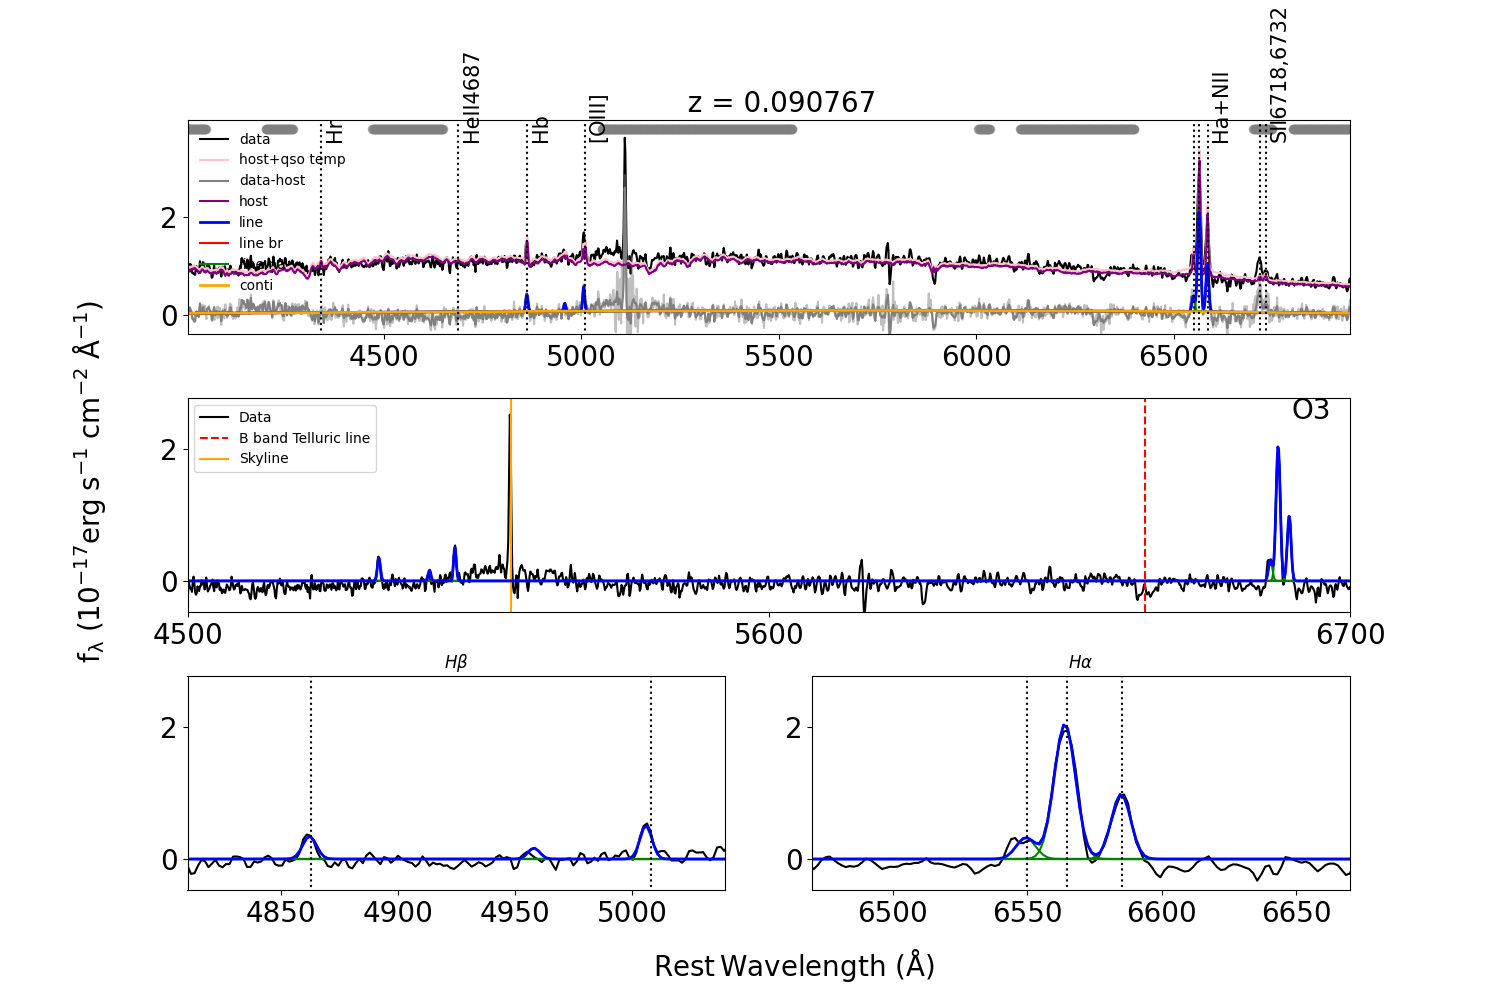 z = 0.090767
Hr
HeII4687
Hb
[OIII]
Ha+NII
SII6718,6732
data
host+qso temp
data-host
host
line
line br
conti
2
0
4500
5000
5500
6000
6500
f_λ (10^−17 erg s^−1 cm^−2 Å^−1)
O3
Data
B band Telluric line
Skyline
2
0
4500
5600
6700
Hβ
2
0
4850
4900
4950
5000
Hα
2
0
6500
6550
6600
6650
Rest Wavelength (Å)